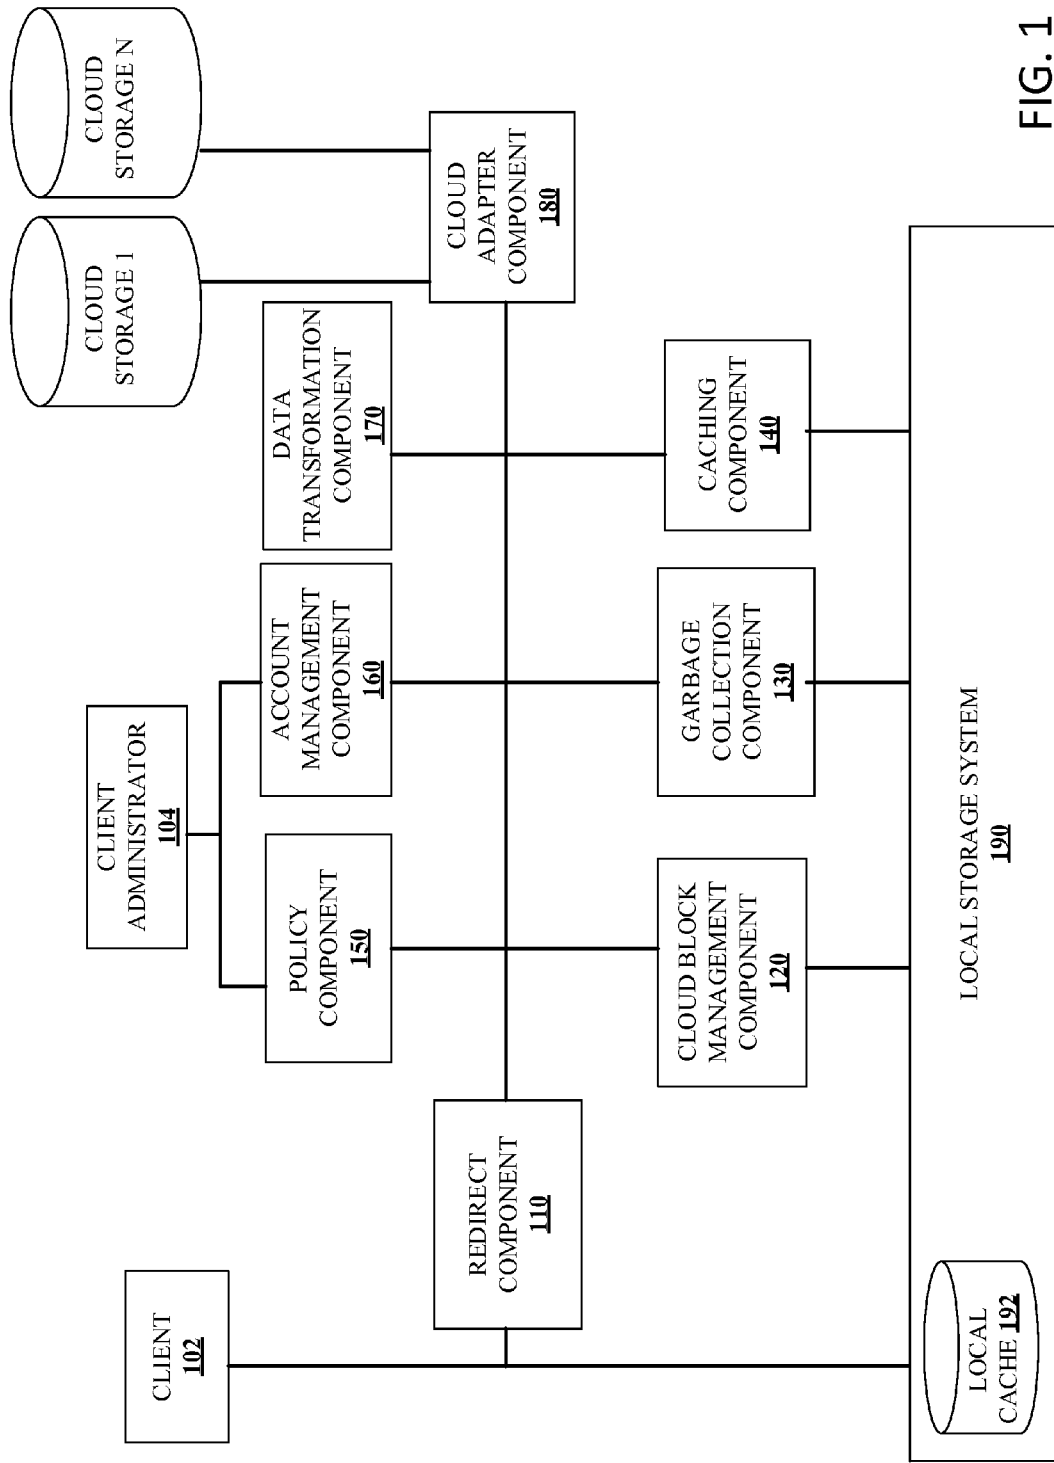 CLIENT
102
CLIENT
ADMINISTRATOR
104
CLOUD
STORAGE 1
CLOUD
STORAGE N
POLICY
COMPONENT
150
ACCOUNT
MANAGEMENT
COMPONENT
160
DATA
TRANSFORMATION
COMPONENT
170
REDIRECT
COMPONENT
110
CLOUD
ADAPTER
COMPONENT
180
CLOUD BLOCK
MANAGEMENT
COMPONENT
120
GARBAGE
COLLECTION
COMPONENT
130
CACHING
COMPONENT
140
LOCAL
CACHE 192
LOCAL STORAGE SYSTEM
190
FIG. 1